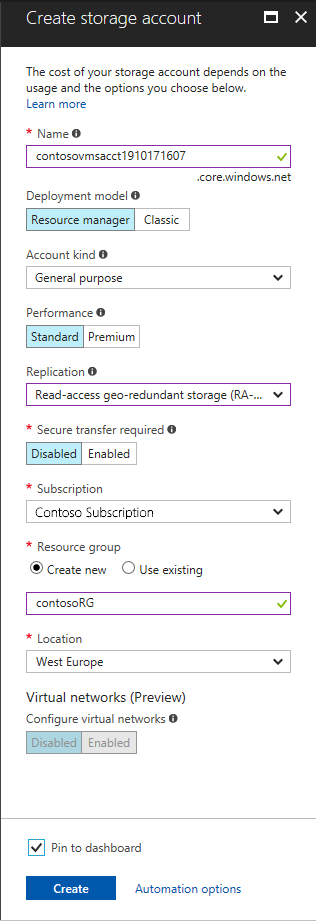 Create storage account
The cost of your storage account depends on the
usage and the options you choose below.
Learn more
* Name
contosovmsacct1910171607
.core.windows.net
Deployment model
Resource manager Classic
Account kind
General purpose
Performance
Standard Premium
Replication
Read-access geo-redundant storage (RA-...
* Secure transfer required
Disabled Enabled
* Subscription
Contoso Subscription
* Resource group
Create new Use existing
contosoRG
* Location
West Europe
Virtual networks (Preview)
Configure virtual networks
Disabled Enabled
Pin to dashboard
Create Automation options